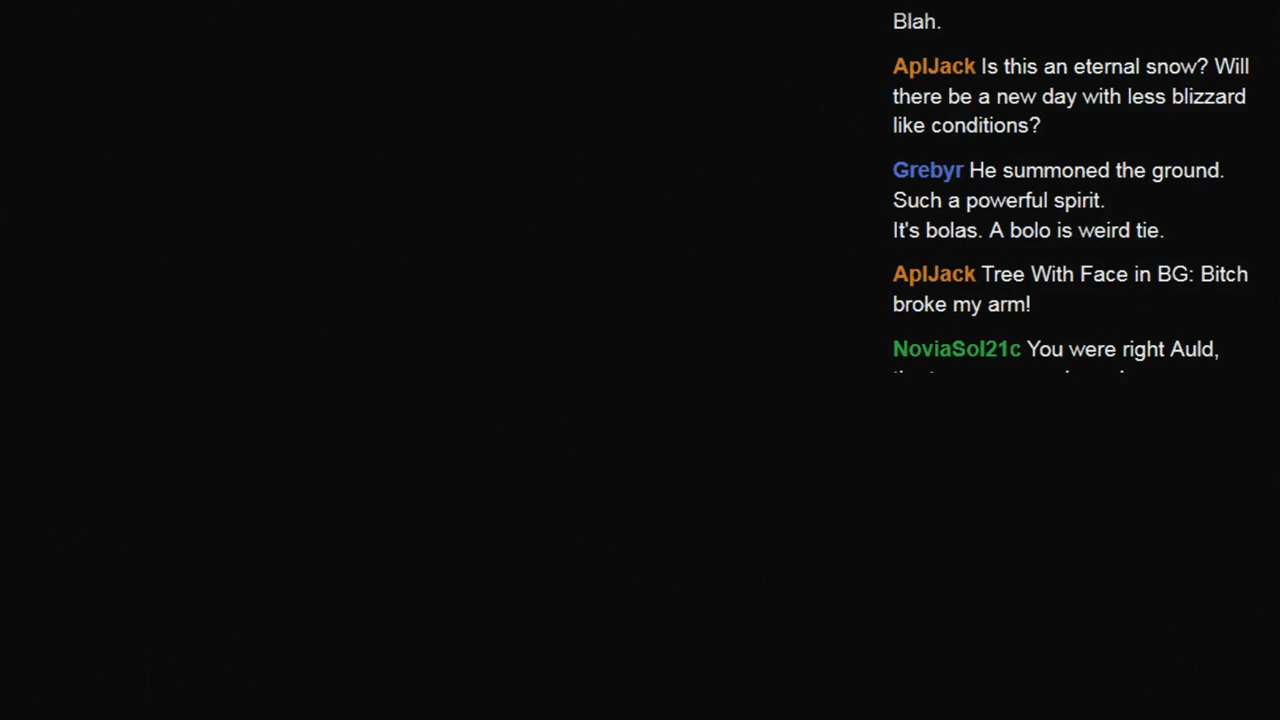 Blah.
AplJack Is this an eternal snow? Will
there be a new day with less blizzard
like conditions?
Grebyr He summoned the ground.
Such a powerful spirit.
It's bolas. A bolo is weird tie.
AplJack Tree With Face in BG: Bitch
broke my arm!
NoviaSol21c You were right Auld,